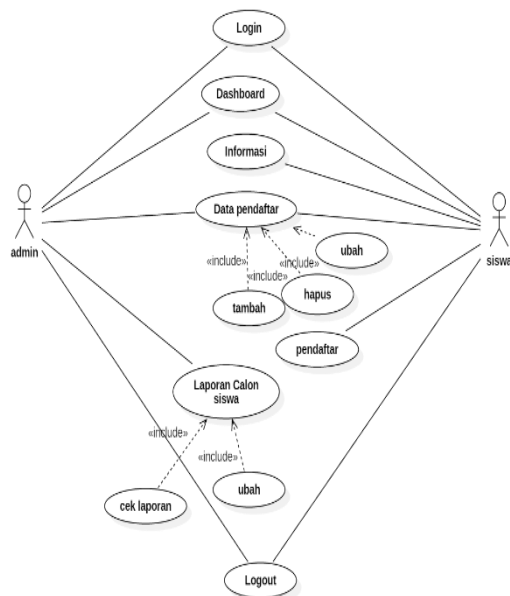 Login
Dashboard
Informasi
Data pendaftar
admin
siswa
ubah
«include»
«include»
«include»
tambah
hapus
pendaftar
Laporan Calon
siswa
«include»
«include»
cek laporan
ubah
Logout